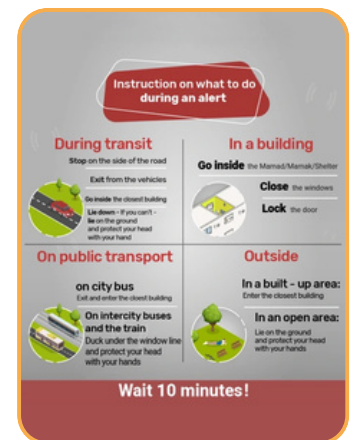 Instruction on what to do
during an alert
During transit
Stop on the side of the road
Exit from the vehicles
Go inside the closest building
Lie down - If you can't -
lie on the ground
and protect your head
with your hand
In a building
Go inside the Mamad/Mamak/Shelter
Close the windows
Lock the door
On public transport
on city bus
Exit and enter the cloest building
On intercity buses
and the train
Duck under the window line
and protect your head
with your hands
Outside
In a built - up area:
Enter the closest building
In an open area:
Lie on the ground
and protect your head
with your hands
Wait 10 minutes!